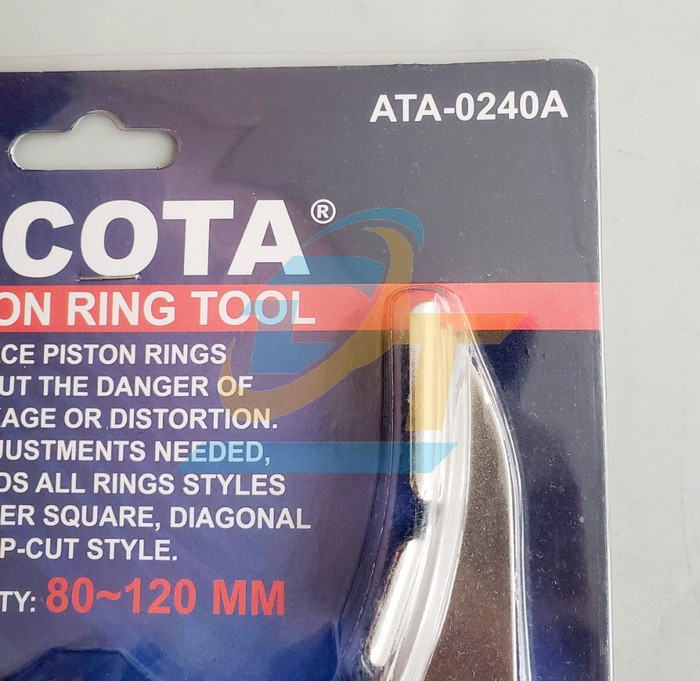 ATA-0240A
COTA®
ON RING TOOL
CE PISTON RINGS
UT THE DANGER OF
KAGE OR DISTORTION.
JUSTMENTS NEEDED,
DS ALL RINGS STYLES
ER SQUARE, DIAGONAL
P-CUT STYLE.
TY: 80~120 MM